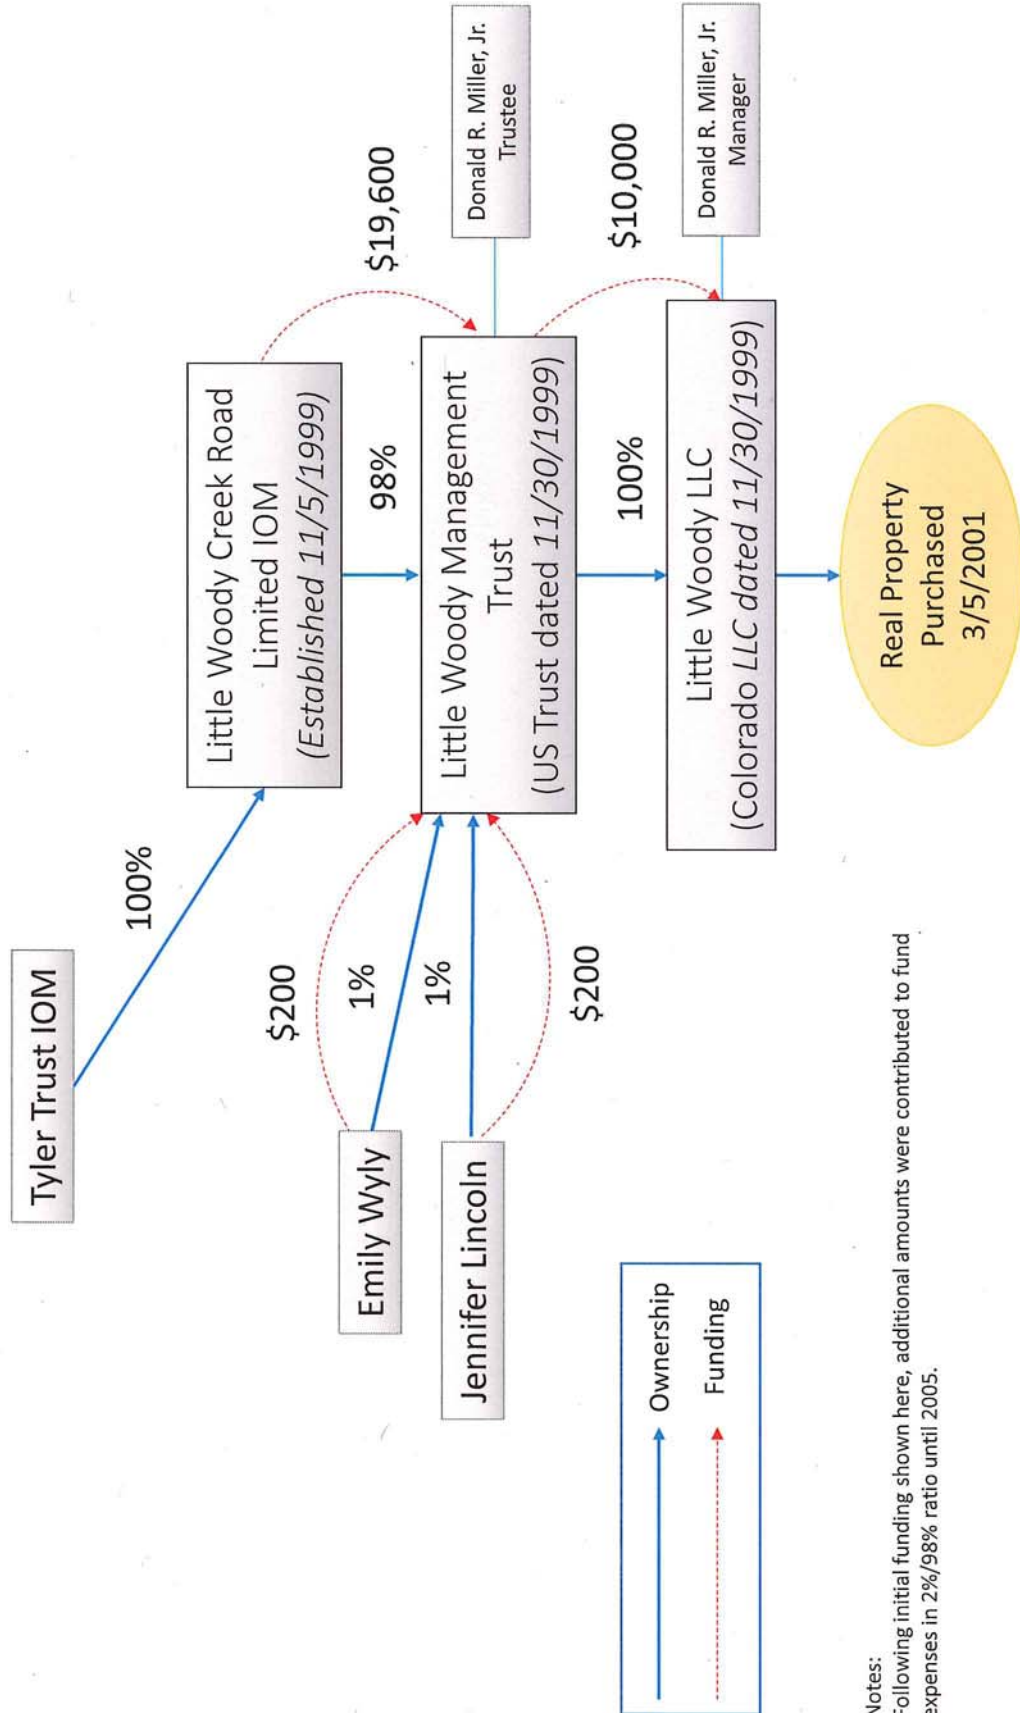 Tyler Trust IOM
100%
Little Woody Creek Road
Limited IOM
(Established 11/5/1999)
$19,600
98%
Emily Wyly
$200
1%
Jennifer Lincoln
1%
$200
Little Woody Management
Trust
(US Trust dated 11/30/1999)
Donald R. Miller, Jr.
Trustee
$10,000
100%
Little Woody LLC
(Colorado LLC dated 11/30/1999)
Donald R. Miller, Jr.
Manager
Real Property
Purchased
3/5/2001
Ownership
Funding
Notes:
Following initial funding shown here, additional amounts were contributed to fund
expenses in 2%/98% ratio until 2005.